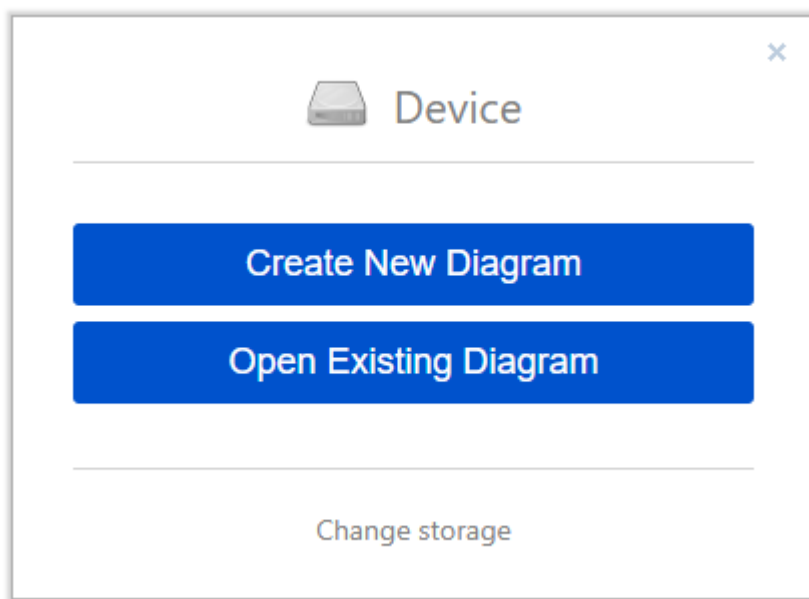 Device
Create New Diagram
Open Existing Diagram
Change storage